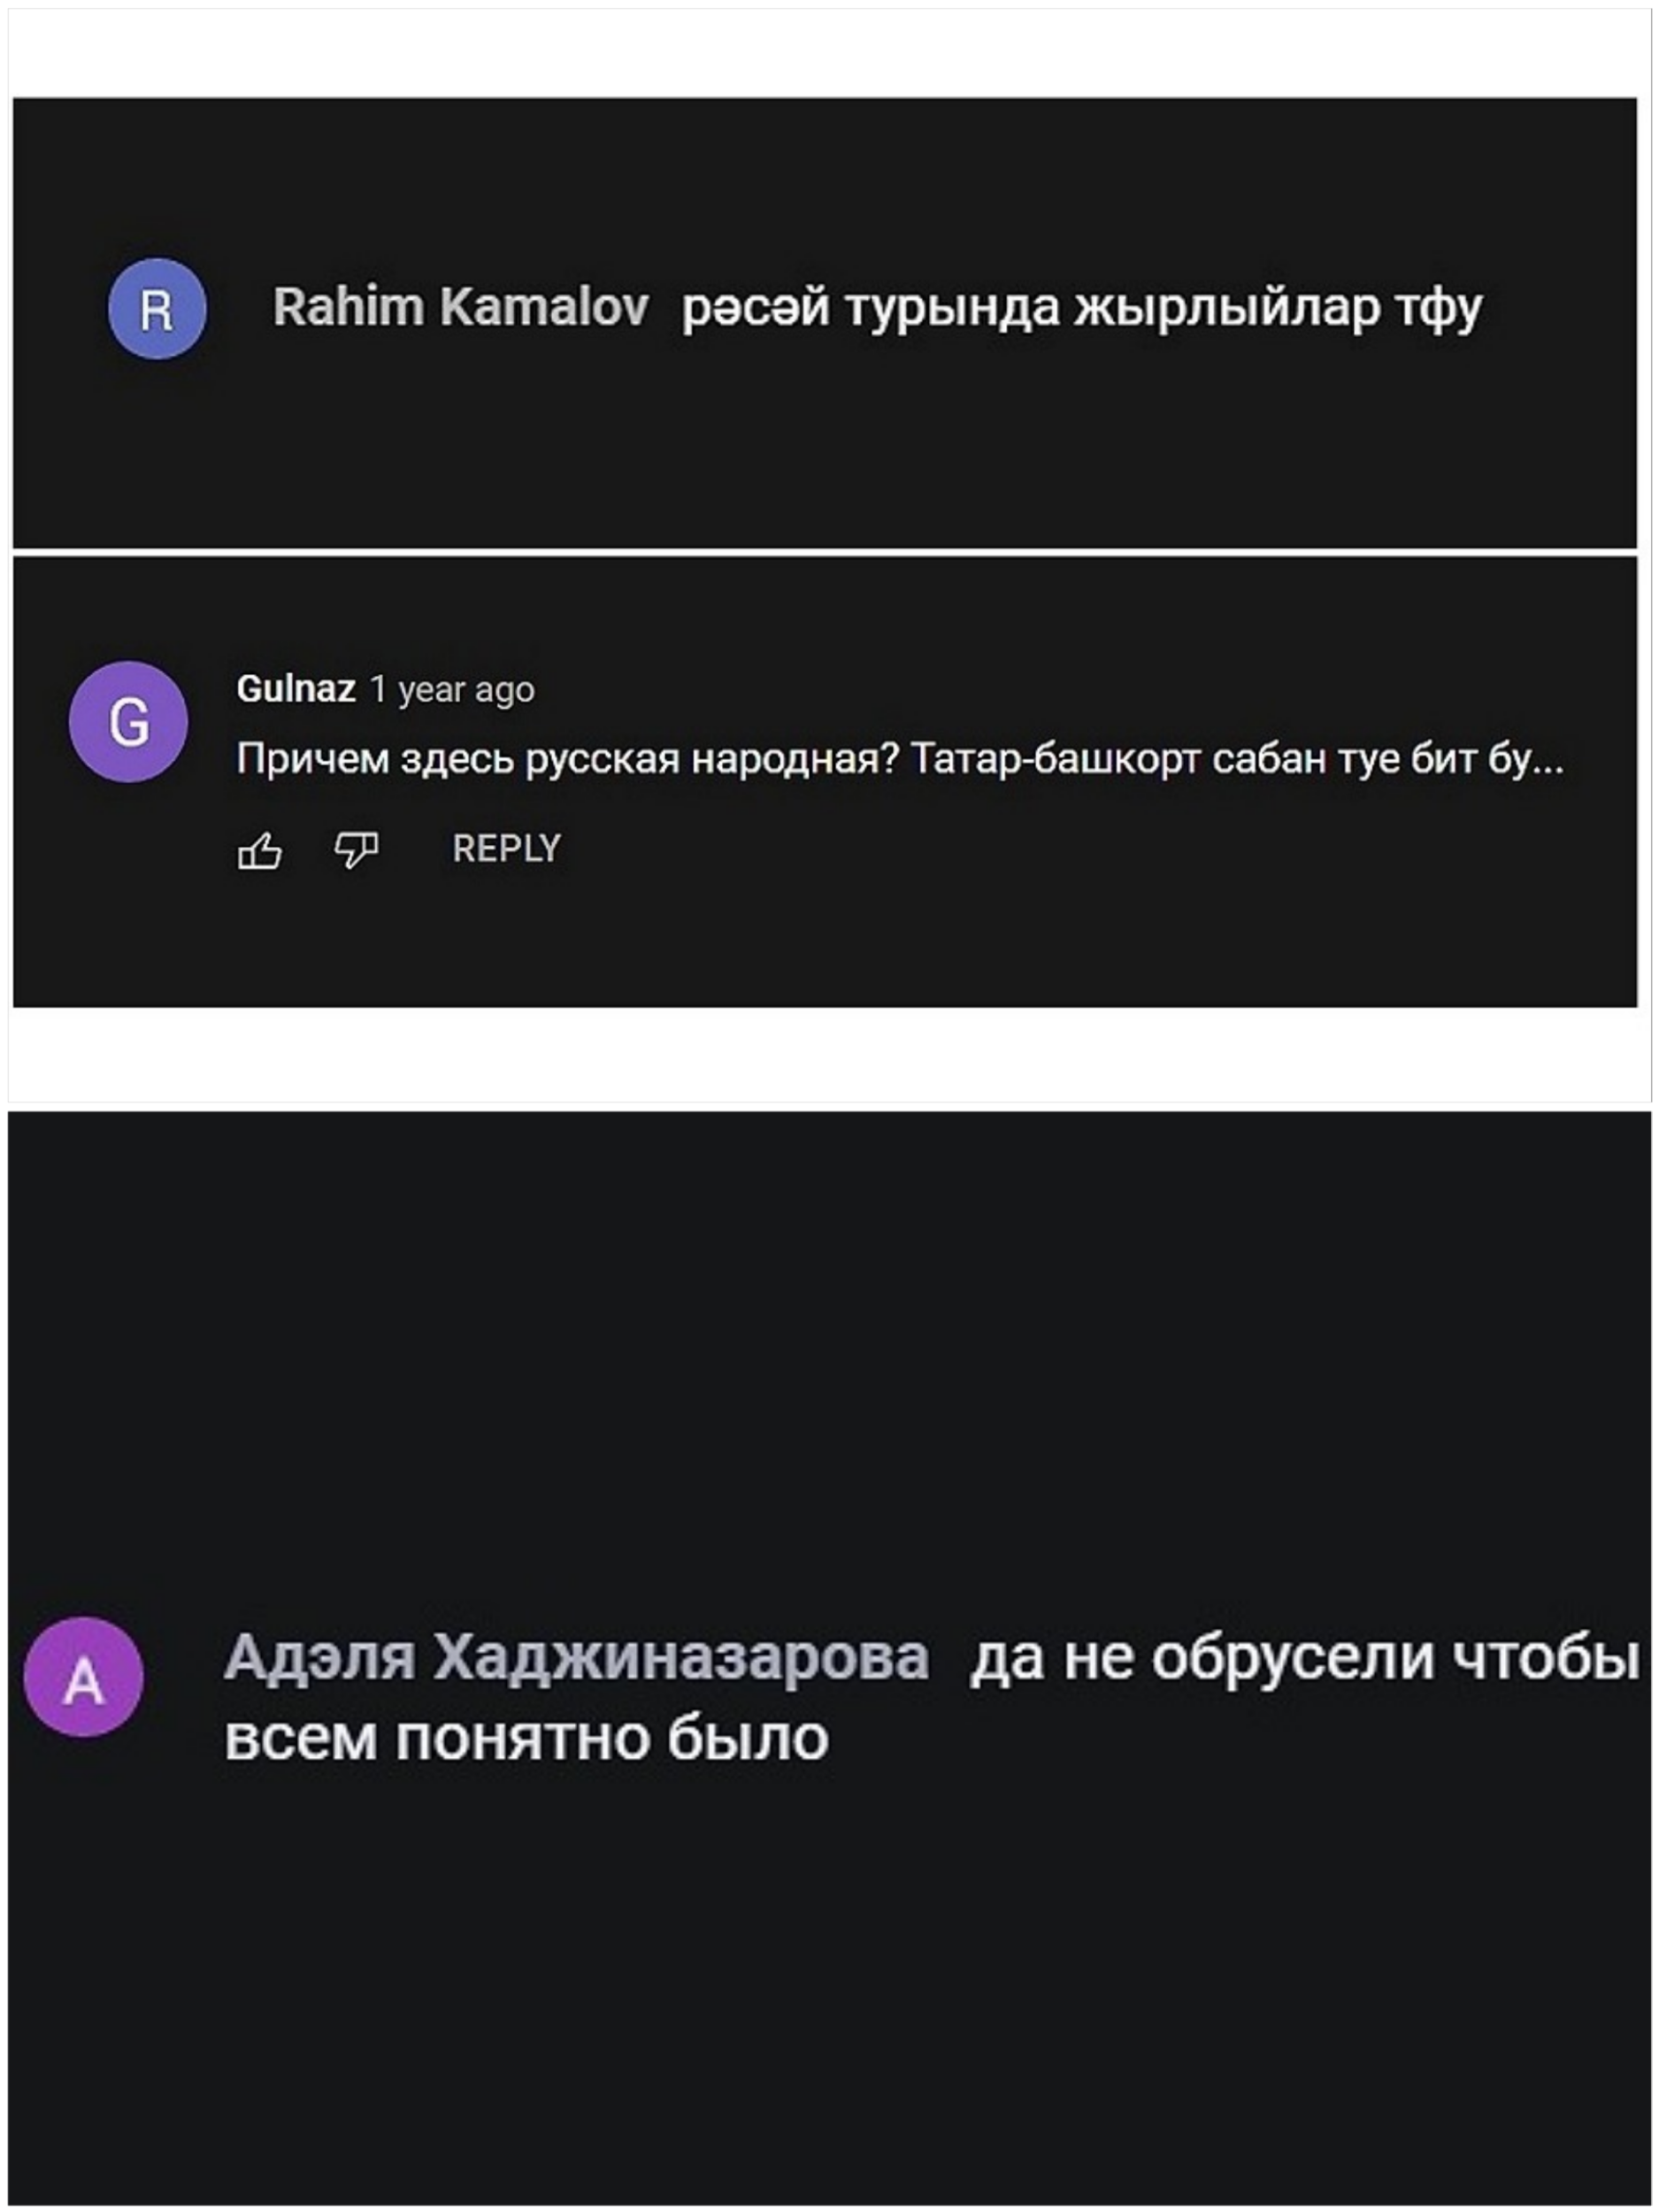 R
Rahim Kamalov рәсәй турында жырлыйлар тфу
G
Gulnaz 1 year ago
Причем здесь русская народная? Татар-башкорт сабан туе бит бу...
REPLY
A
Адэля Хаджиназарова да не обрусели чтобы
всем понятно было